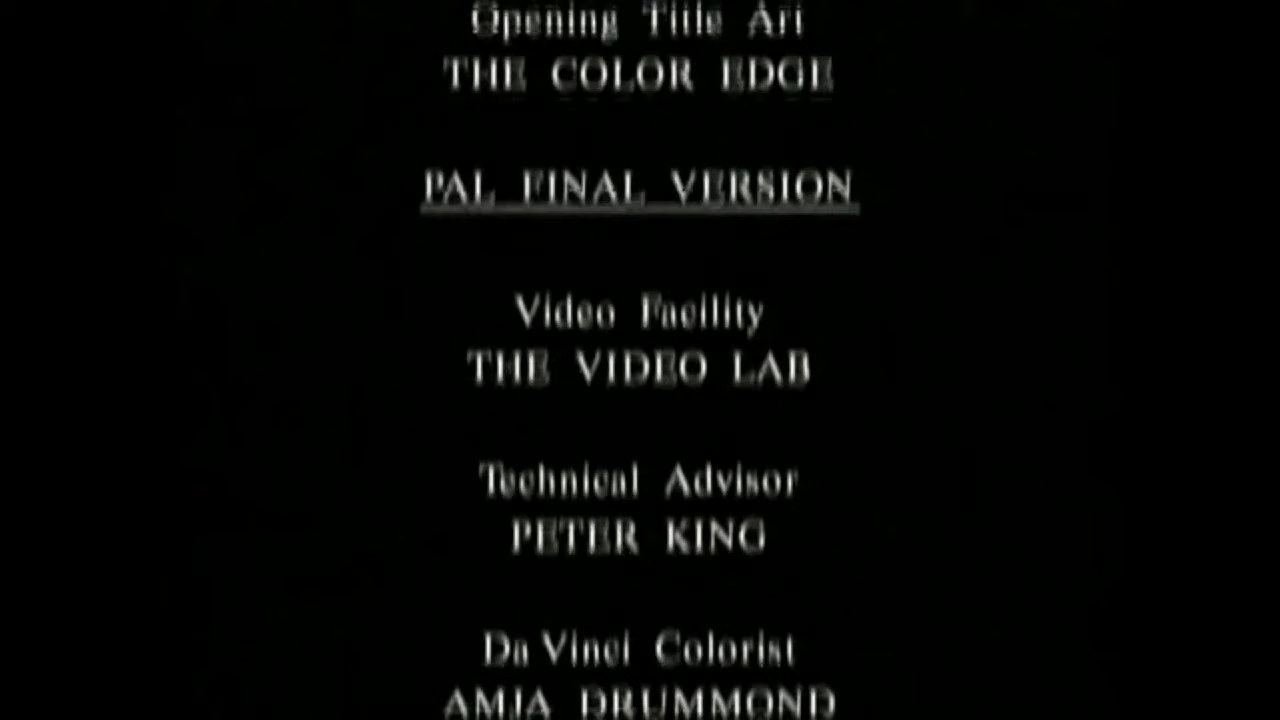 Opening Title Art
THE COLOR EDGE
PAL FINAL VERSION
Video Facility
THE VIDEO LAB
Technical Advisor
PETER KING
Da Vinci Colorist
DRUMMOND